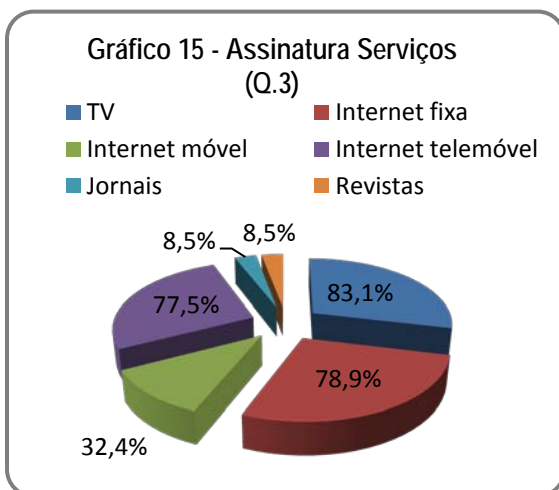 Gráfico 15 - Assinatura Serviços
(Q.3)
TV
Internet fixa
Internet móvel
Internet telemóvel
Jornais
Revistas
8,5%
8,5%
77,5%
83,1%
78,9%
32,4%